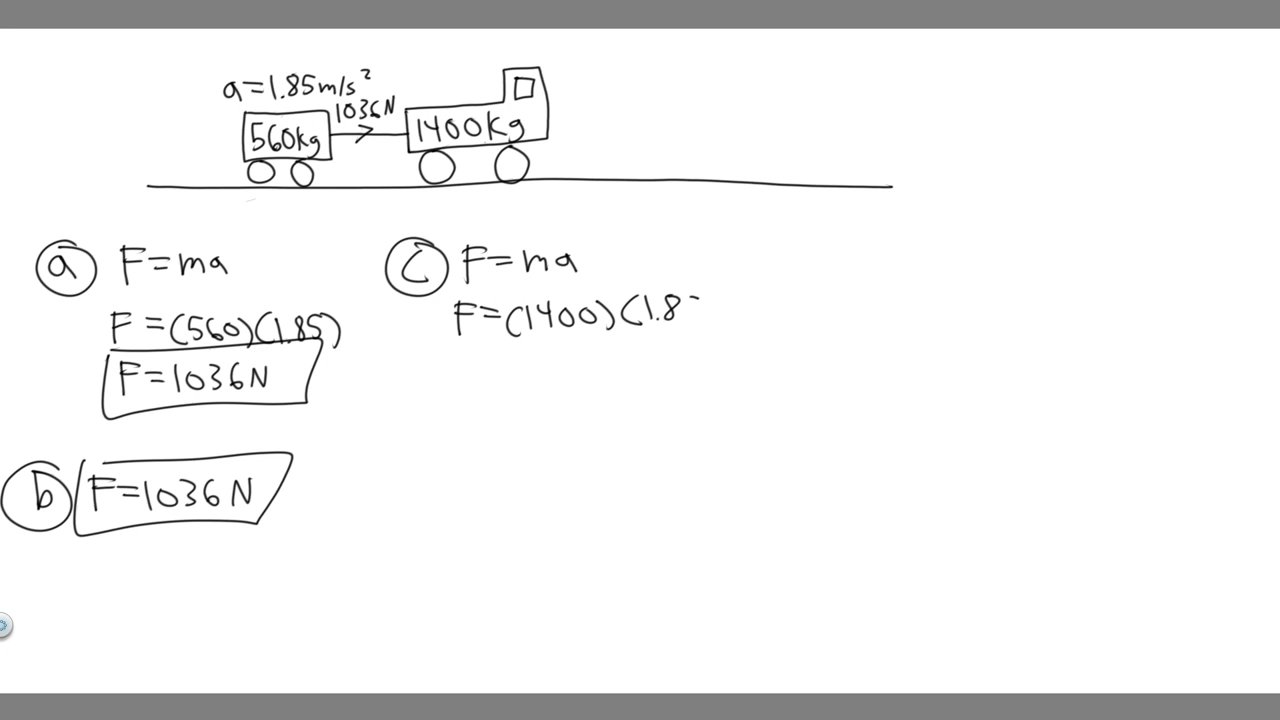 a=1.85m/s²
1036N
560kg
1400kg
a F=ma
F=(560)(1.85)
F=1036N
b F=1036N
c F=ma
F=(1400)(1.8